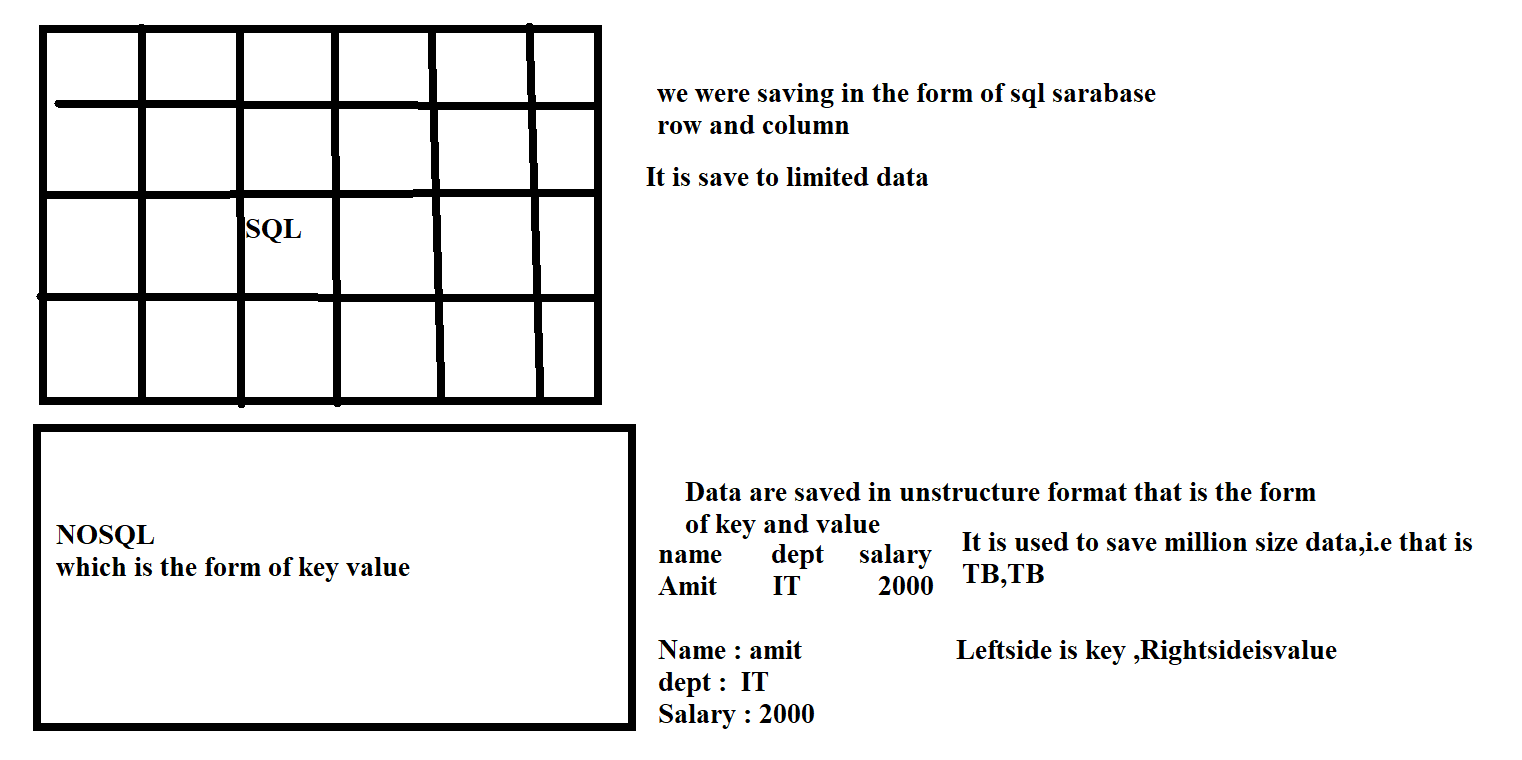 we were saving in the form of sql sarabase
row and column
It is save to limited data
SQL
Data are saved in unstructure format that is the form
of key and value
NOSQL
which is the form of key value
name dept salary
Amit IT 2000
It is used to save million size data,i.e that is
TB,TB
Name : amit
dept : IT
Salary : 2000
Leftside is key ,Rightsideisvalue